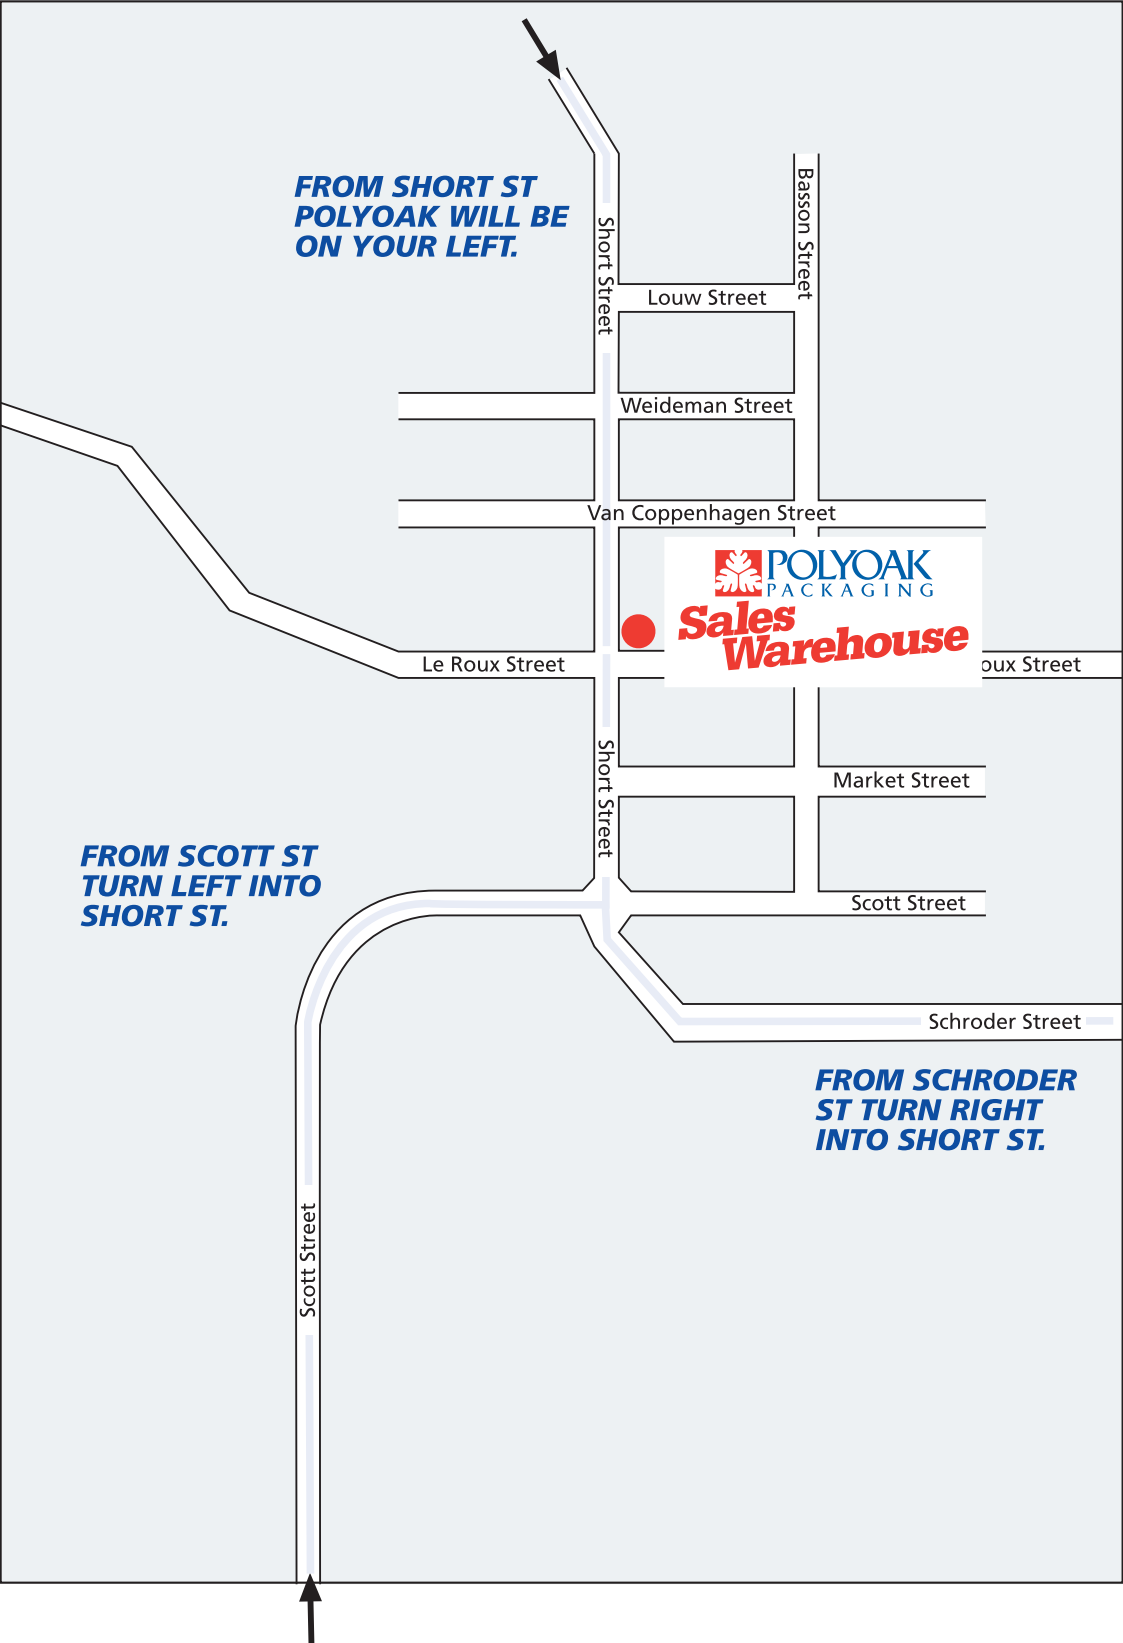 FROM SHORT ST
POLYOAK WILL BE
ON YOUR LEFT.
Short Street
Basson Street
Louw Street
Weideman Street
Van Coppenhagen Street
POLYOAK
PACKAGING
Sales
Warehouse
Le Roux Street
oux Street
Short Street
Market Street
FROM SCOTT ST
TURN LEFT INTO
SHORT ST.
Scott Street
Schroder Street
FROM SCHRODER
ST TURN RIGHT
INTO SHORT ST.
Scott Street